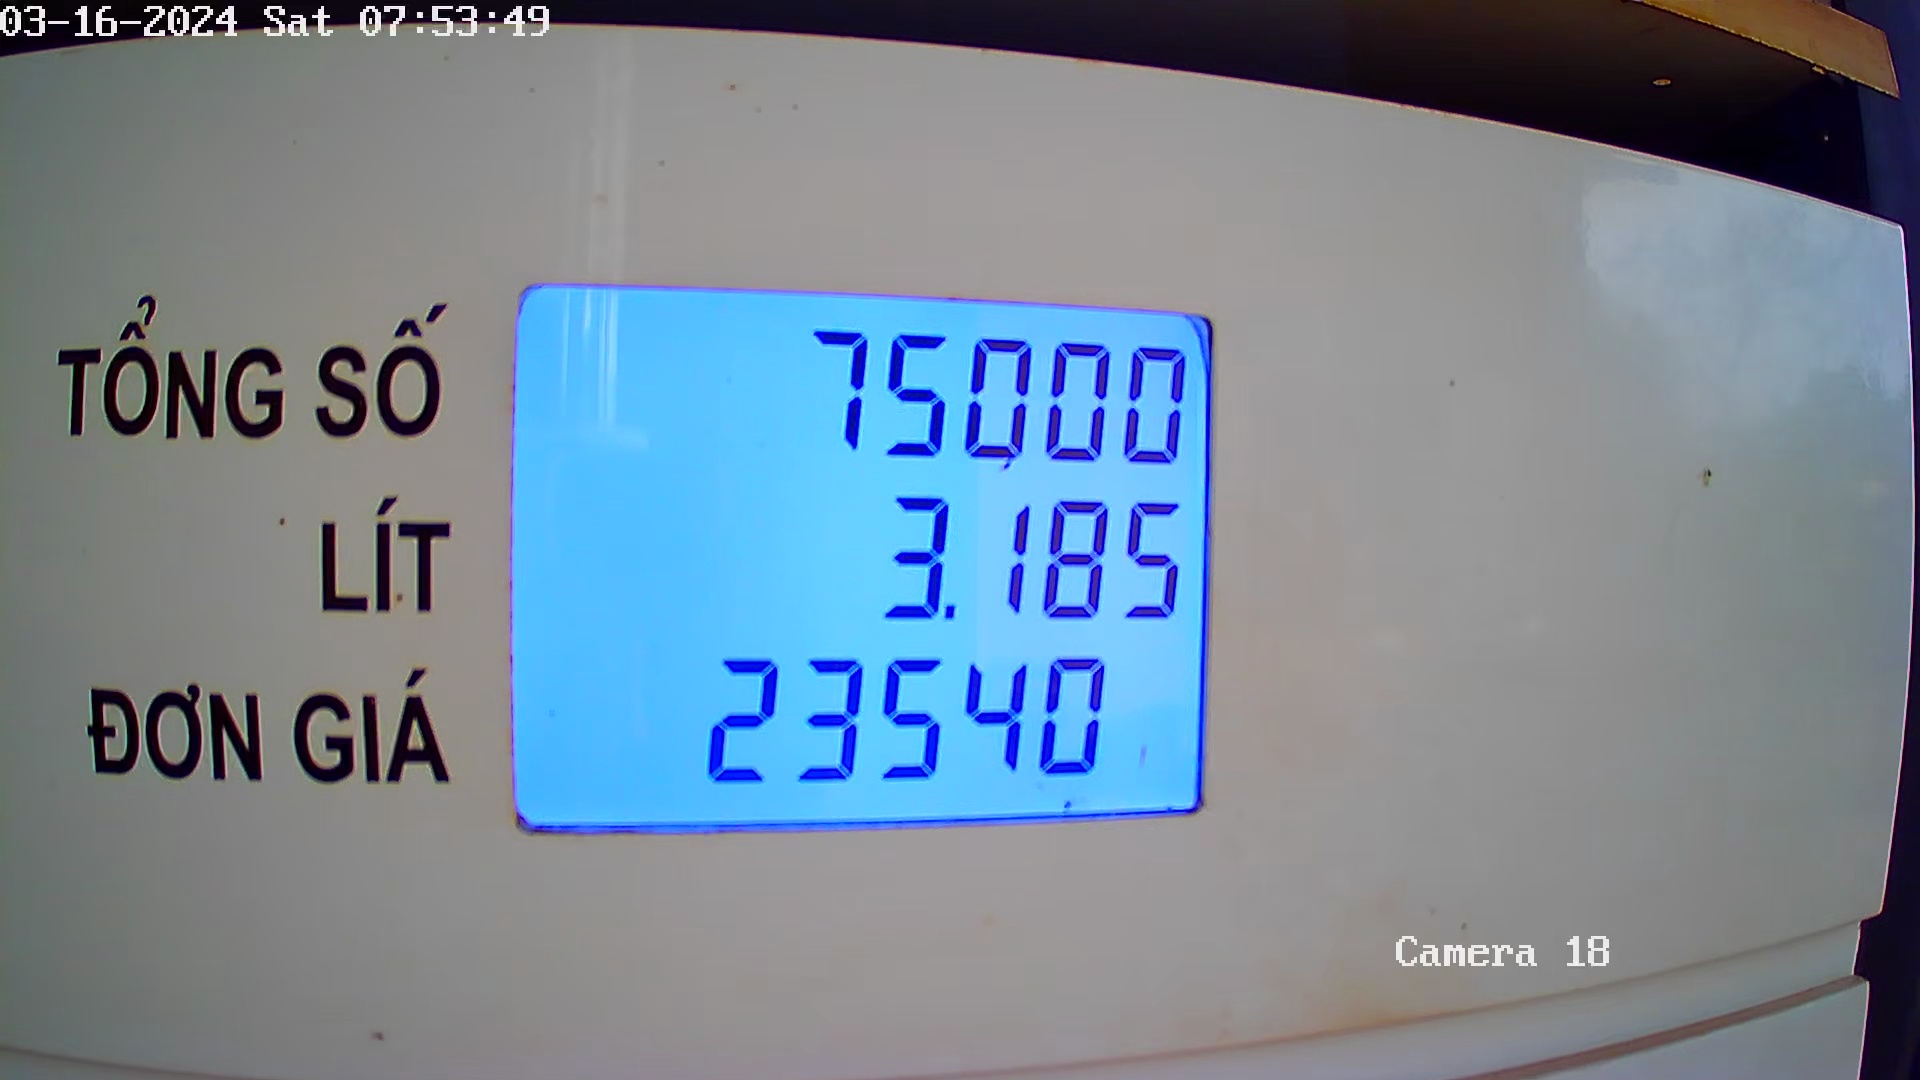 03-16-2024 Sat 07:53:49
TỔNG SỐ 75000
LÍT 3.185
ĐƠN GIÁ 23540
Camera 18